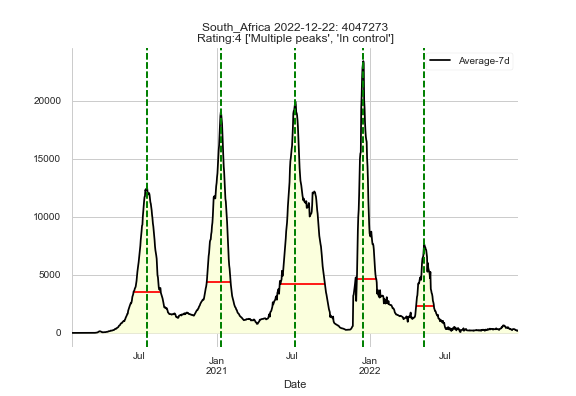 South_Africa 2022-12-22: 4047273
Rating:4 ['Multiple peaks', 'In control']
Average-7d
20000
15000
10000
5000
0
Jul
Jan
2021
Jul
Jan
2022
Jul
Date